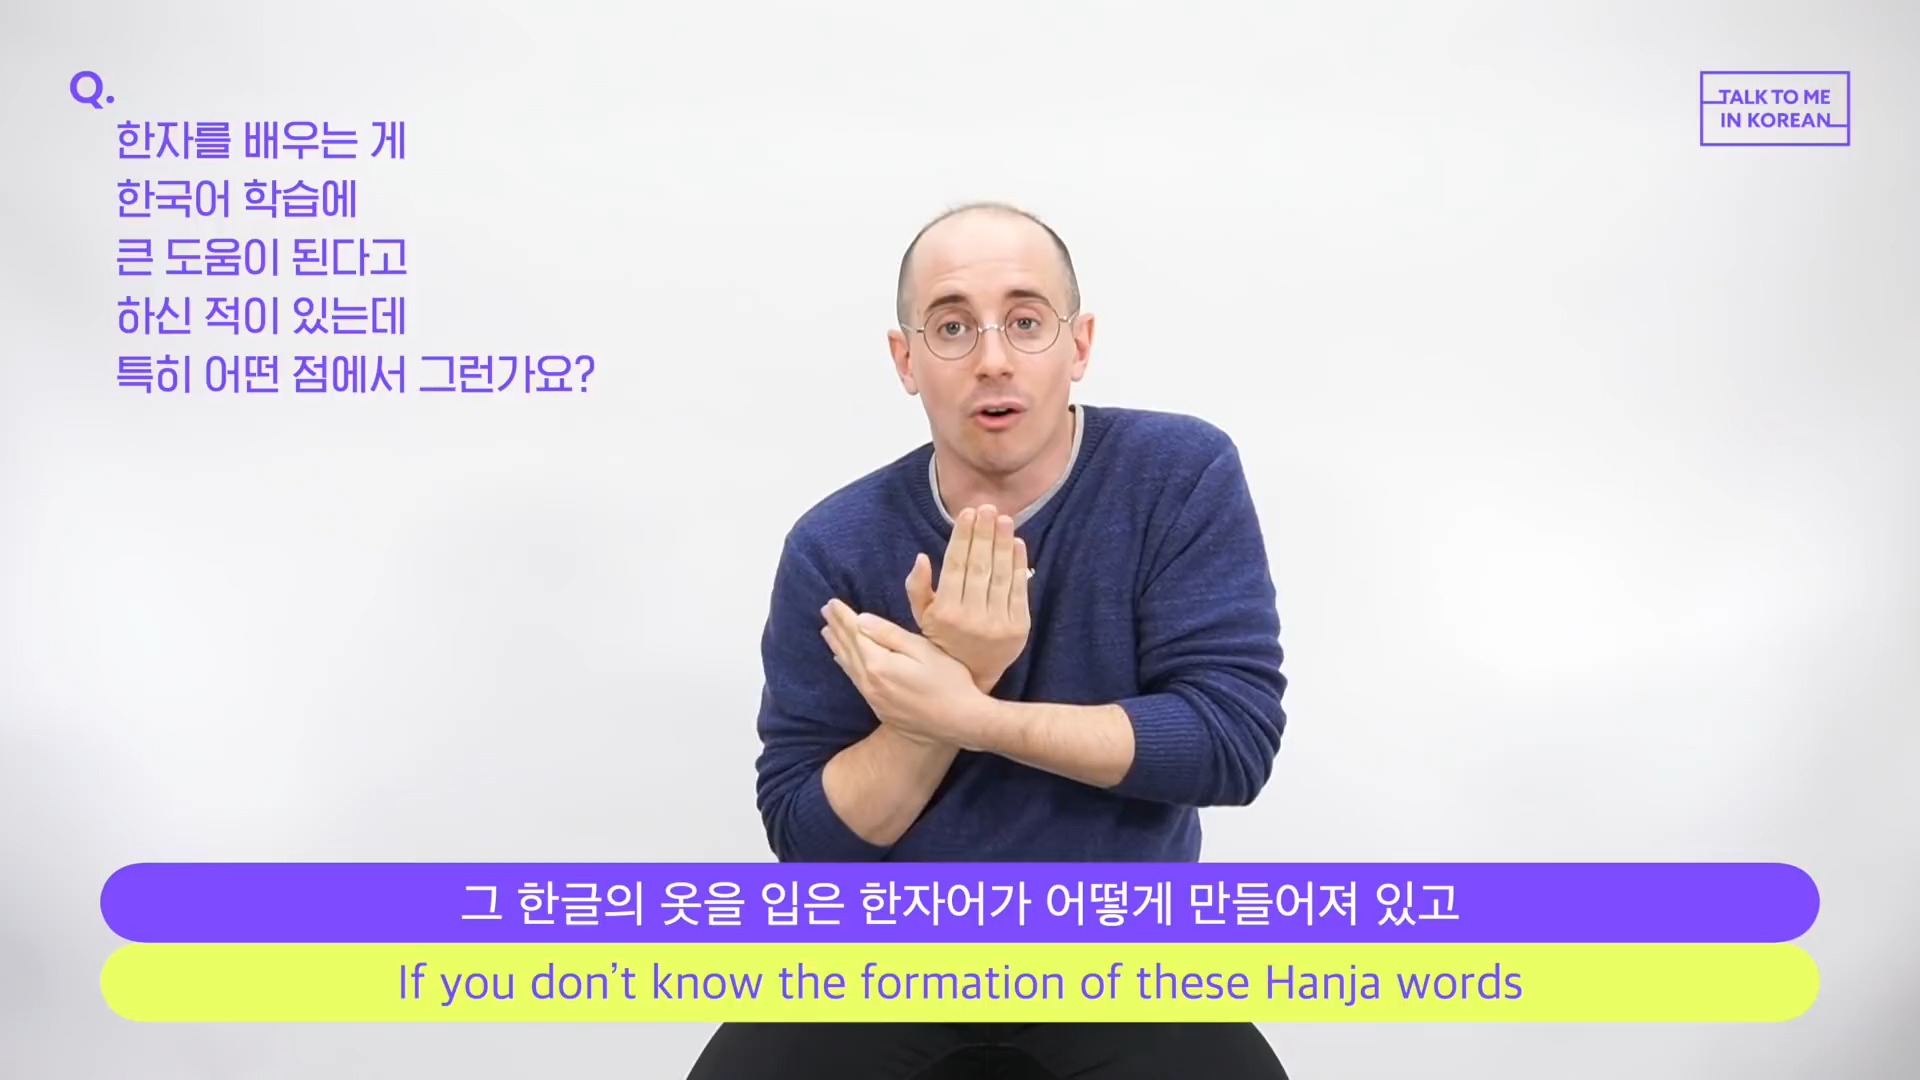 Q.
한자를 배우는 게
한국어 학습에
큰 도움이 된다고
하신 적이 있는데
특히 어떤 점에서 그런가요?
TALK TO ME
IN KOREAN
그 한글의 옷을 입은 한자어가 어떻게 만들어져 있고
If you don’t know the formation of these Hanja words